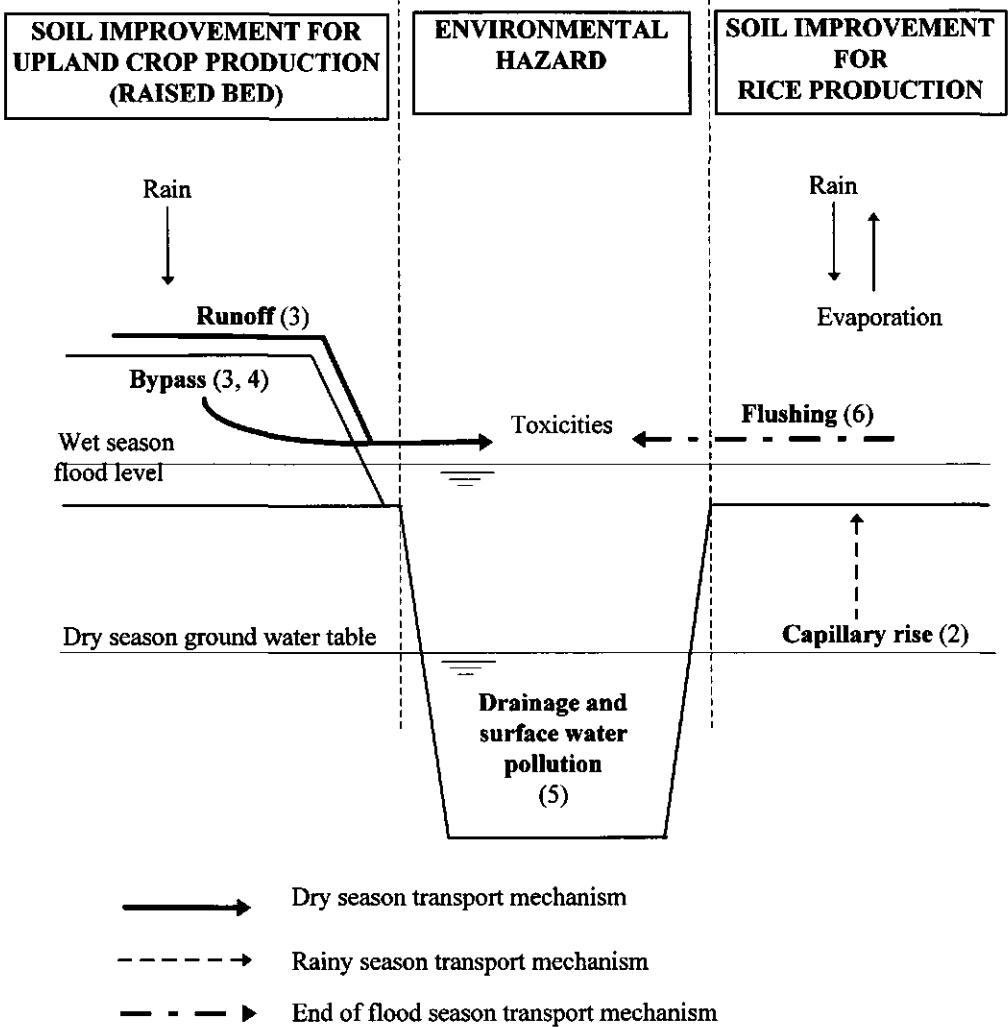 SOIL IMPROVEMENT FOR
UPLAND CROP PRODUCTION
(RAISED BED)
ENVIRONMENTAL
HAZARD
SOIL IMPROVEMENT
FOR
RICE PRODUCTION
Rain
Rain
Runoff (3)
Evaporation
Bypass (3, 4)
Toxicities
Flushing (6)
Wet season
flood level
Dry season ground water table
Capillary rise (2)
Drainage and
surface water
pollution
(5)
Dry season transport mechanism
Rainy season transport mechanism
End of flood season transport mechanism